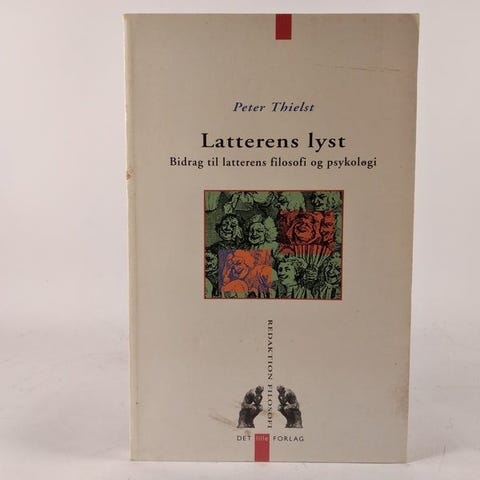 Peter Thielst
Latterens lyst
Bidrag til latterens filosofi og psykologi
REDAKTION FILOSOFI
DET lille FORLAG